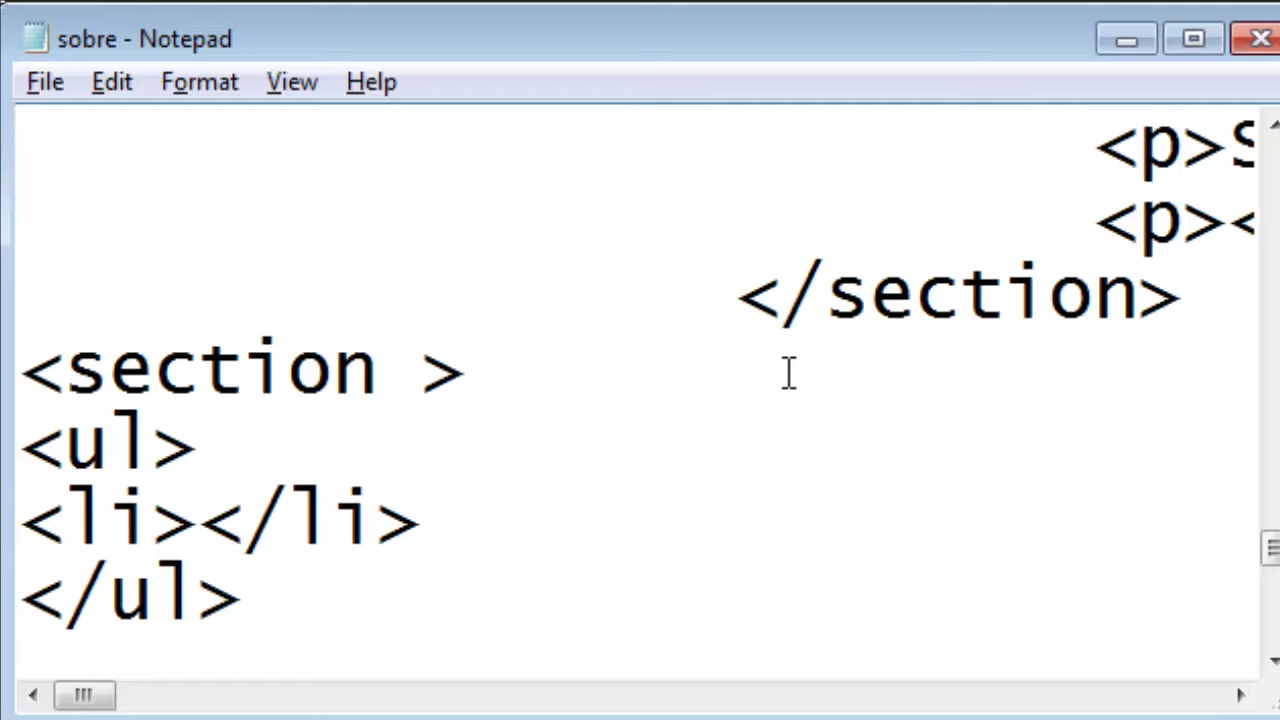 sobre - Notepad
File Edit Format View Help
<p>S
<p><
</section>
<section >
<ul>
<li></li>
</ul>